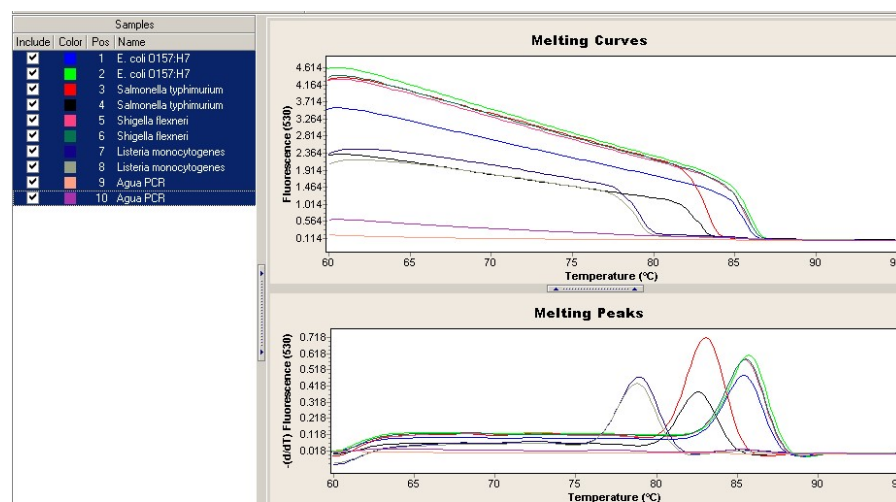 Samples
Include Color Pos Name
1 E. coli O157:H7
2 E. coli O157:H7
3 Salmonella typhimurium
4 Salmonella typhimurium
5 Shigella flexneri
6 Shigella flexneri
7 Listeria monocytogenes
8 Listeria monocytogenes
9 Agua PCR
10 Agua PCR
Melting Curves
Fluorescence (530)
4.614
4.164
3.714
3.264
2.814
2.364
1.914
1.464
1.014
0.564
0.114
60 65 70 75 80 85 90 95
Temperature (°C)
Melting Peaks
-(d/dT) Fluorescence (530)
0.718
0.618
0.518
0.418
0.318
0.218
0.118
0.018
60 65 70 75 80 85 90 95
Temperature (°C)